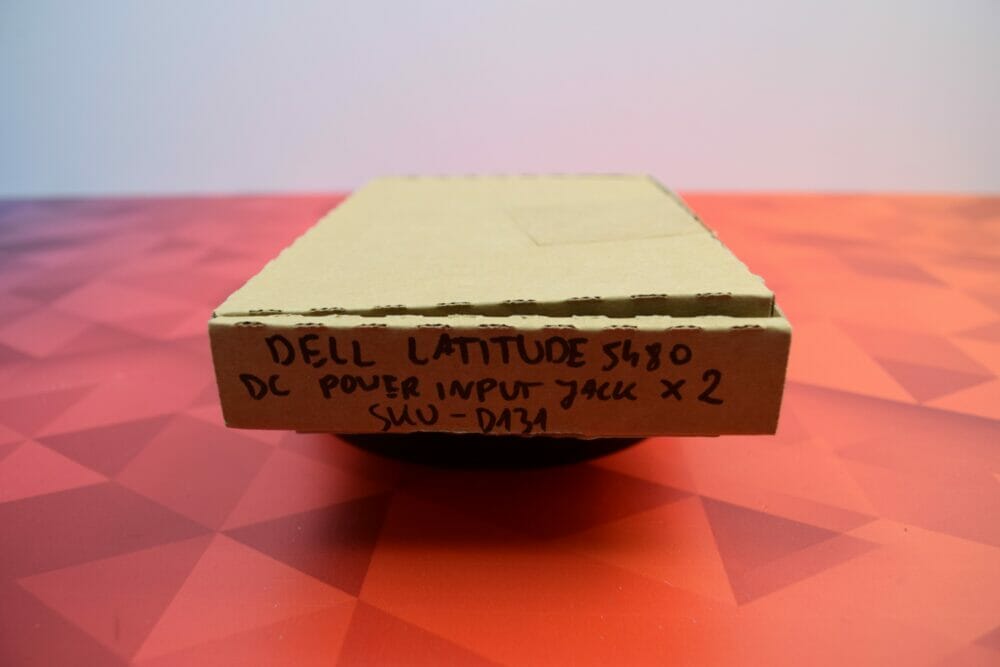 DELL LATITUDE 5480
DC POWER INPUT JACK x 2
SKU - D131